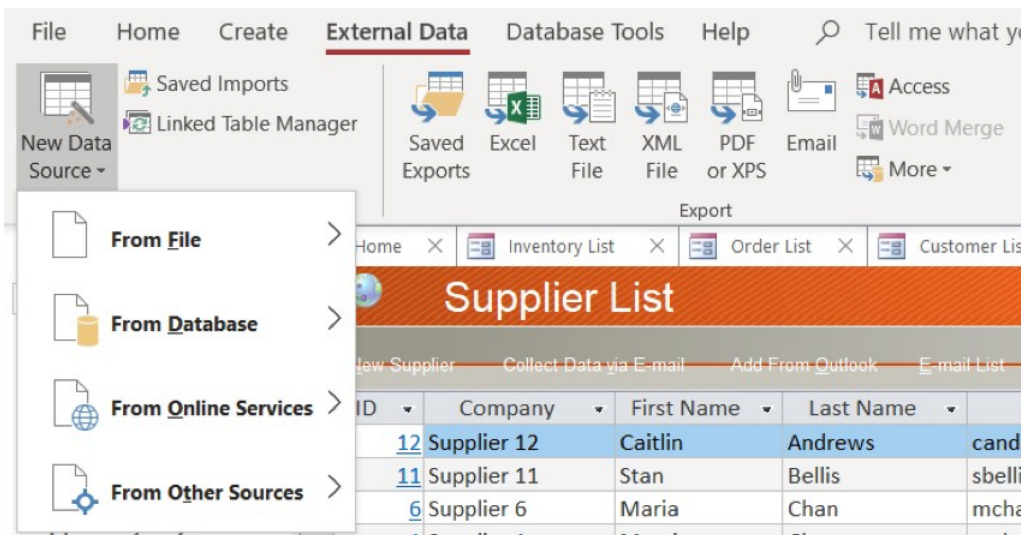 File Home Create External Data Database Tools Help Tell me what
Saved Imports
Linked Table Manager
New Data
Source
Saved
Exports
Excel
Text
File
XML
File
PDF
or XPS
Email
Access
Word Merge
More
Export
From File
From Database
From Online Services
From Other Sources
Home Inventory List Order List Customer Lis
Supplier List
New Supplier Collect Data via E-mail Add From Outlook E-mail List
ID Company First Name Last Name
12 Supplier 12 Caitlin Andrews cand
11 Supplier 11 Stan Bellis sbelli
6 Supplier 6 Maria Chan mcha